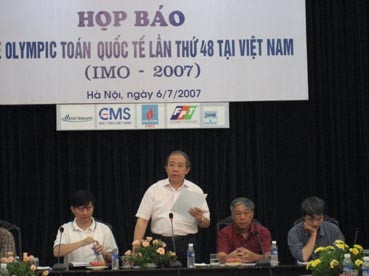 HỌP BÁO
OLYMPIC TOÁN QUỐC TẾ LẦN THỨ 48 TẠI VIỆT NAM
(IMO - 2007)
Hà Nội, ngày 6/7/2007
CMS
FPT